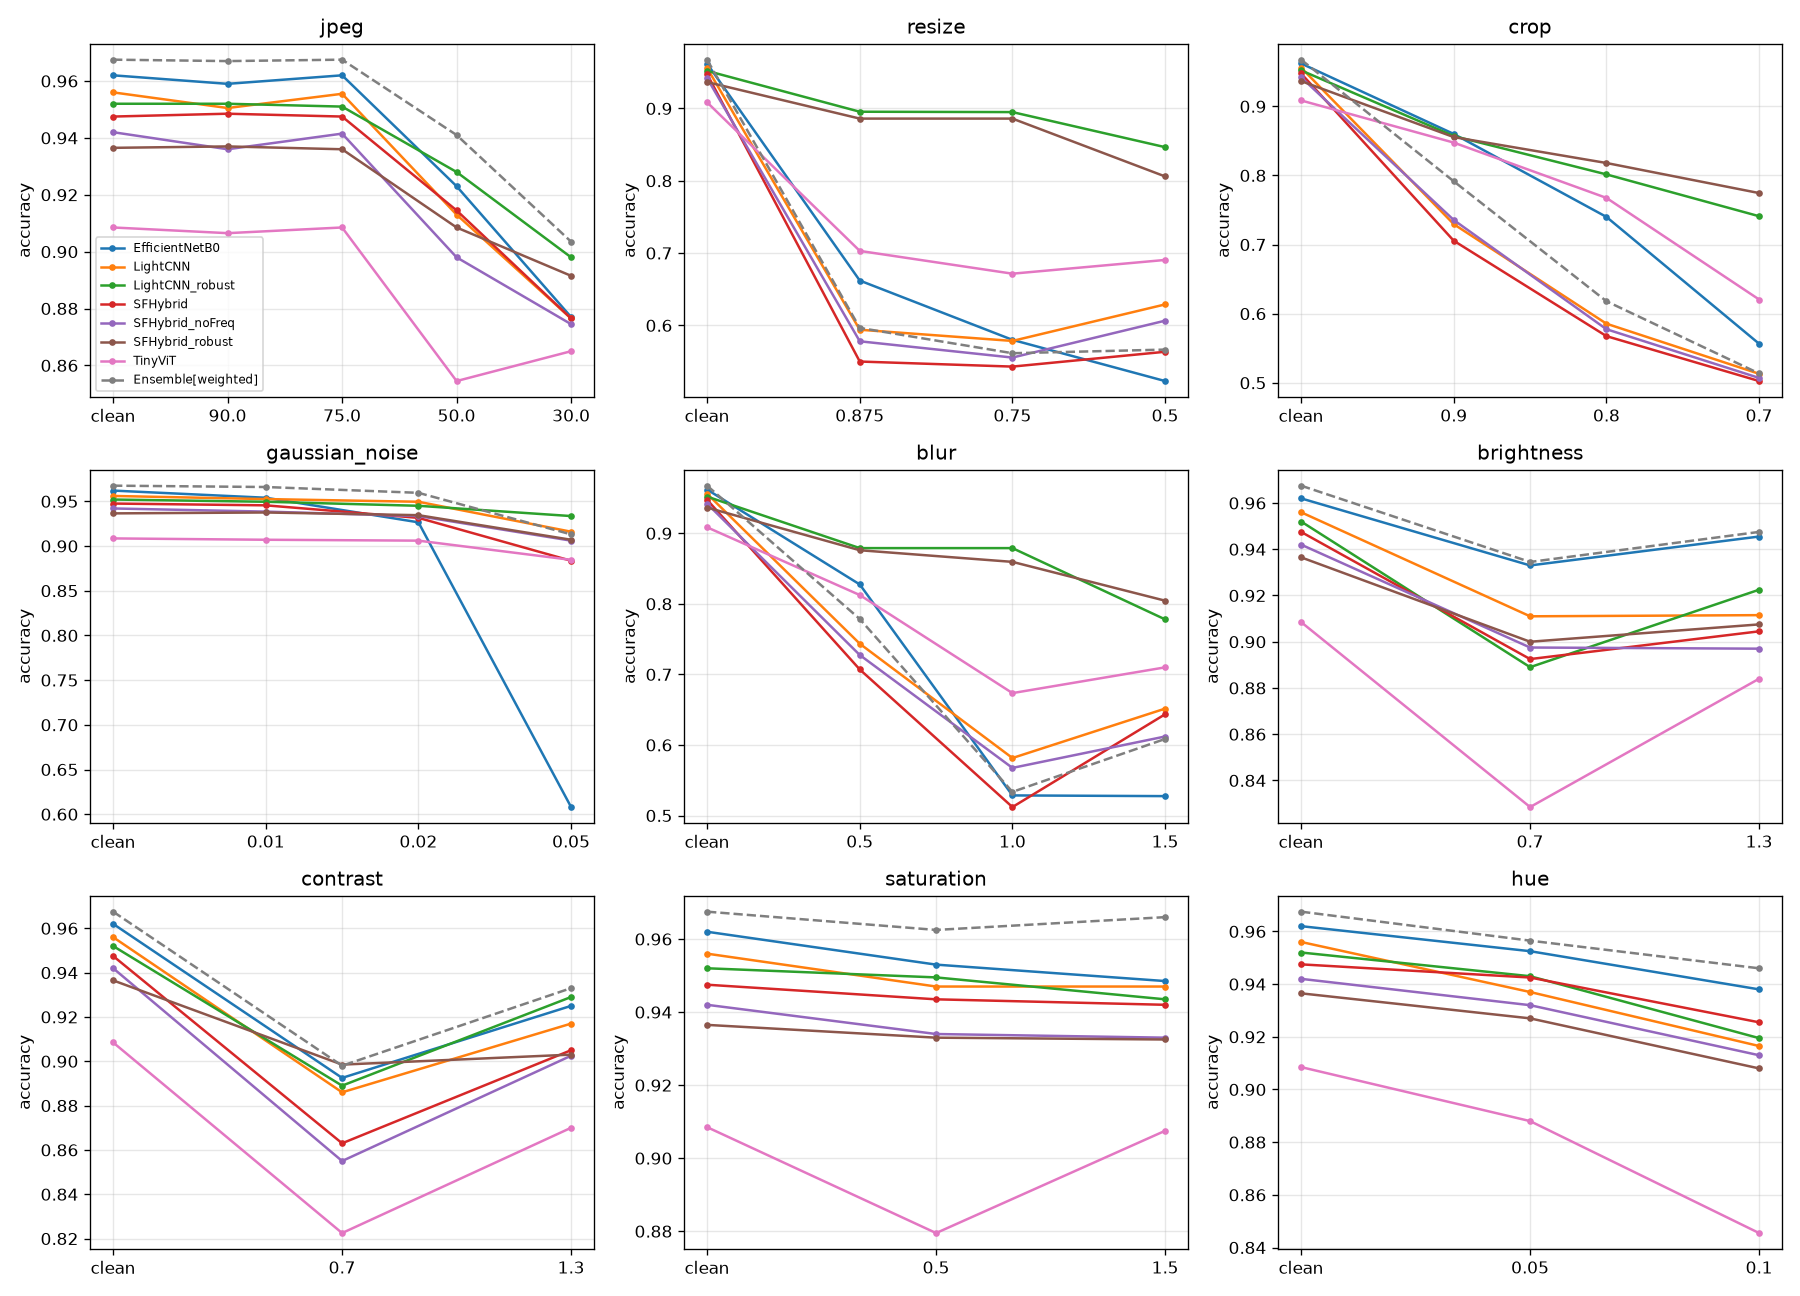 jpeg
accuracy
0.96
0.94
0.92
0.90
0.88
0.86
EfficientNetB0
LightCNN
LightCNN_robust
SFHybrid
SFHybrid_noFreq
SFHybrid_robust
TinyViT
Ensemble[weighted]
clean 90.0 75.0 50.0 30.0
resize
accuracy
0.9
0.8
0.7
0.6
clean 0.875 0.75 0.5
crop
accuracy
0.9
0.8
0.7
0.6
0.5
clean 0.9 0.8 0.7
gaussian_noise
accuracy
0.95
0.90
0.85
0.80
0.75
0.70
0.65
0.60
clean 0.01 0.02 0.05
blur
accuracy
0.9
0.8
0.7
0.6
0.5
clean 0.5 1.0 1.5
brightness
accuracy
0.96
0.94
0.92
0.90
0.88
0.86
0.84
clean 0.7 1.3
contrast
accuracy
0.96
0.94
0.92
0.90
0.88
0.86
0.84
0.82
clean 0.7 1.3
saturation
accuracy
0.96
0.94
0.92
0.90
0.88
clean 0.5 1.5
hue
accuracy
0.96
0.94
0.92
0.90
0.88
0.86
0.84
clean 0.05 0.1